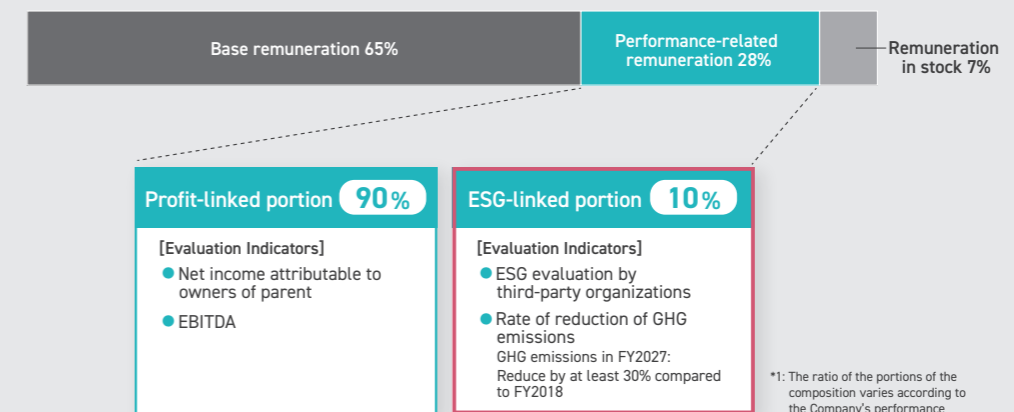 Base remuneration 65%
Performance-related
remuneration 28%
Remuneration
in stock 7%
Profit-linked portion 90%
[Evaluation Indicators]
● Net income attributable to
owners of parent
● EBITDA
ESG-linked portion 10%
[Evaluation Indicators]
● ESG evaluation by
third-party organizations
● Rate of reduction of GHG
emissions
GHG emissions in FY2027:
Reduce by at least 30% compared
to FY2018
*1: The ratio of the portions of the
composition varies according to
the Company's performance